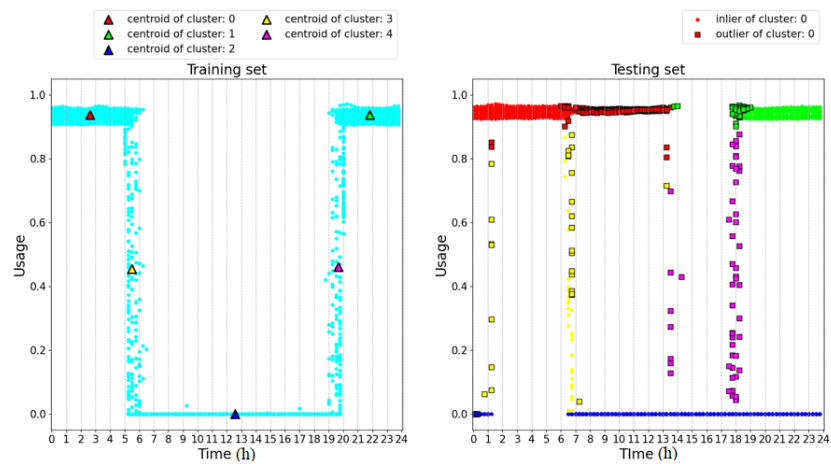 centroid of cluster: 0
centroid of cluster: 1
centroid of cluster: 2
centroid of cluster: 3
centroid of cluster: 4
Training set
1.0
0.8
0.6
0.4
0.2
0.0
Usage
0 1 2 3 4 5 6 7 8 9 10 11 12 13 14 15 16 17 18 19 20 21 22 23 24
Time (h)
inlier of cluster: 0
outlier of cluster: 0
Testing set
1.0
0.8
0.6
0.4
0.2
0.0
Usage
0 1 2 3 4 5 6 7 8 9 10 11 12 13 14 15 16 17 18 19 20 21 22 23 24
TIme (h)